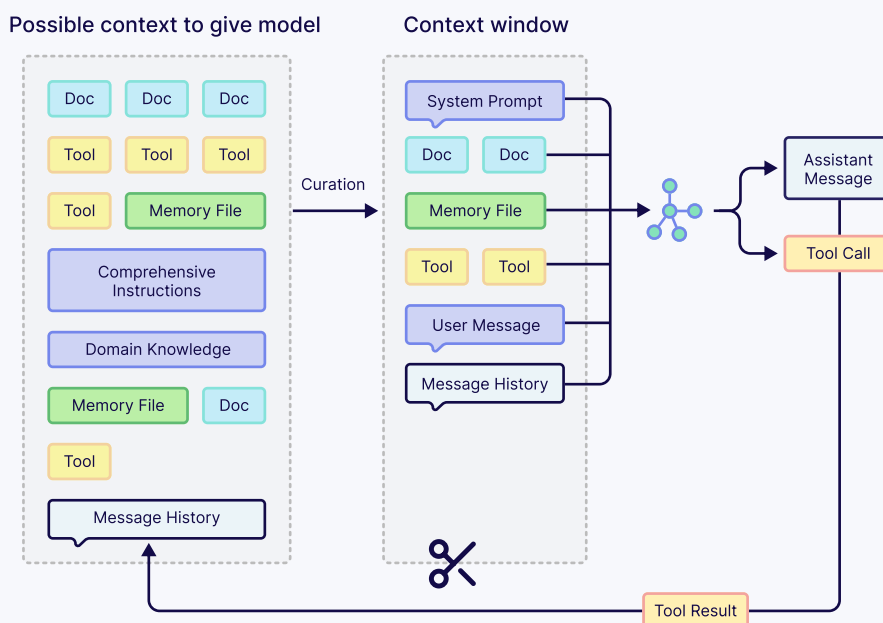 Possible context to give model
Context window
Doc
Doc
Doc
Tool
Tool
Tool
Tool
Memory File
Comprehensive
Instructions
Domain Knowledge
Memory File
Doc
Tool
Message History
Curation
System Prompt
Doc
Doc
Memory File
Tool
Tool
User Message
Message History
Assistant
Message
Tool Call
Tool Result